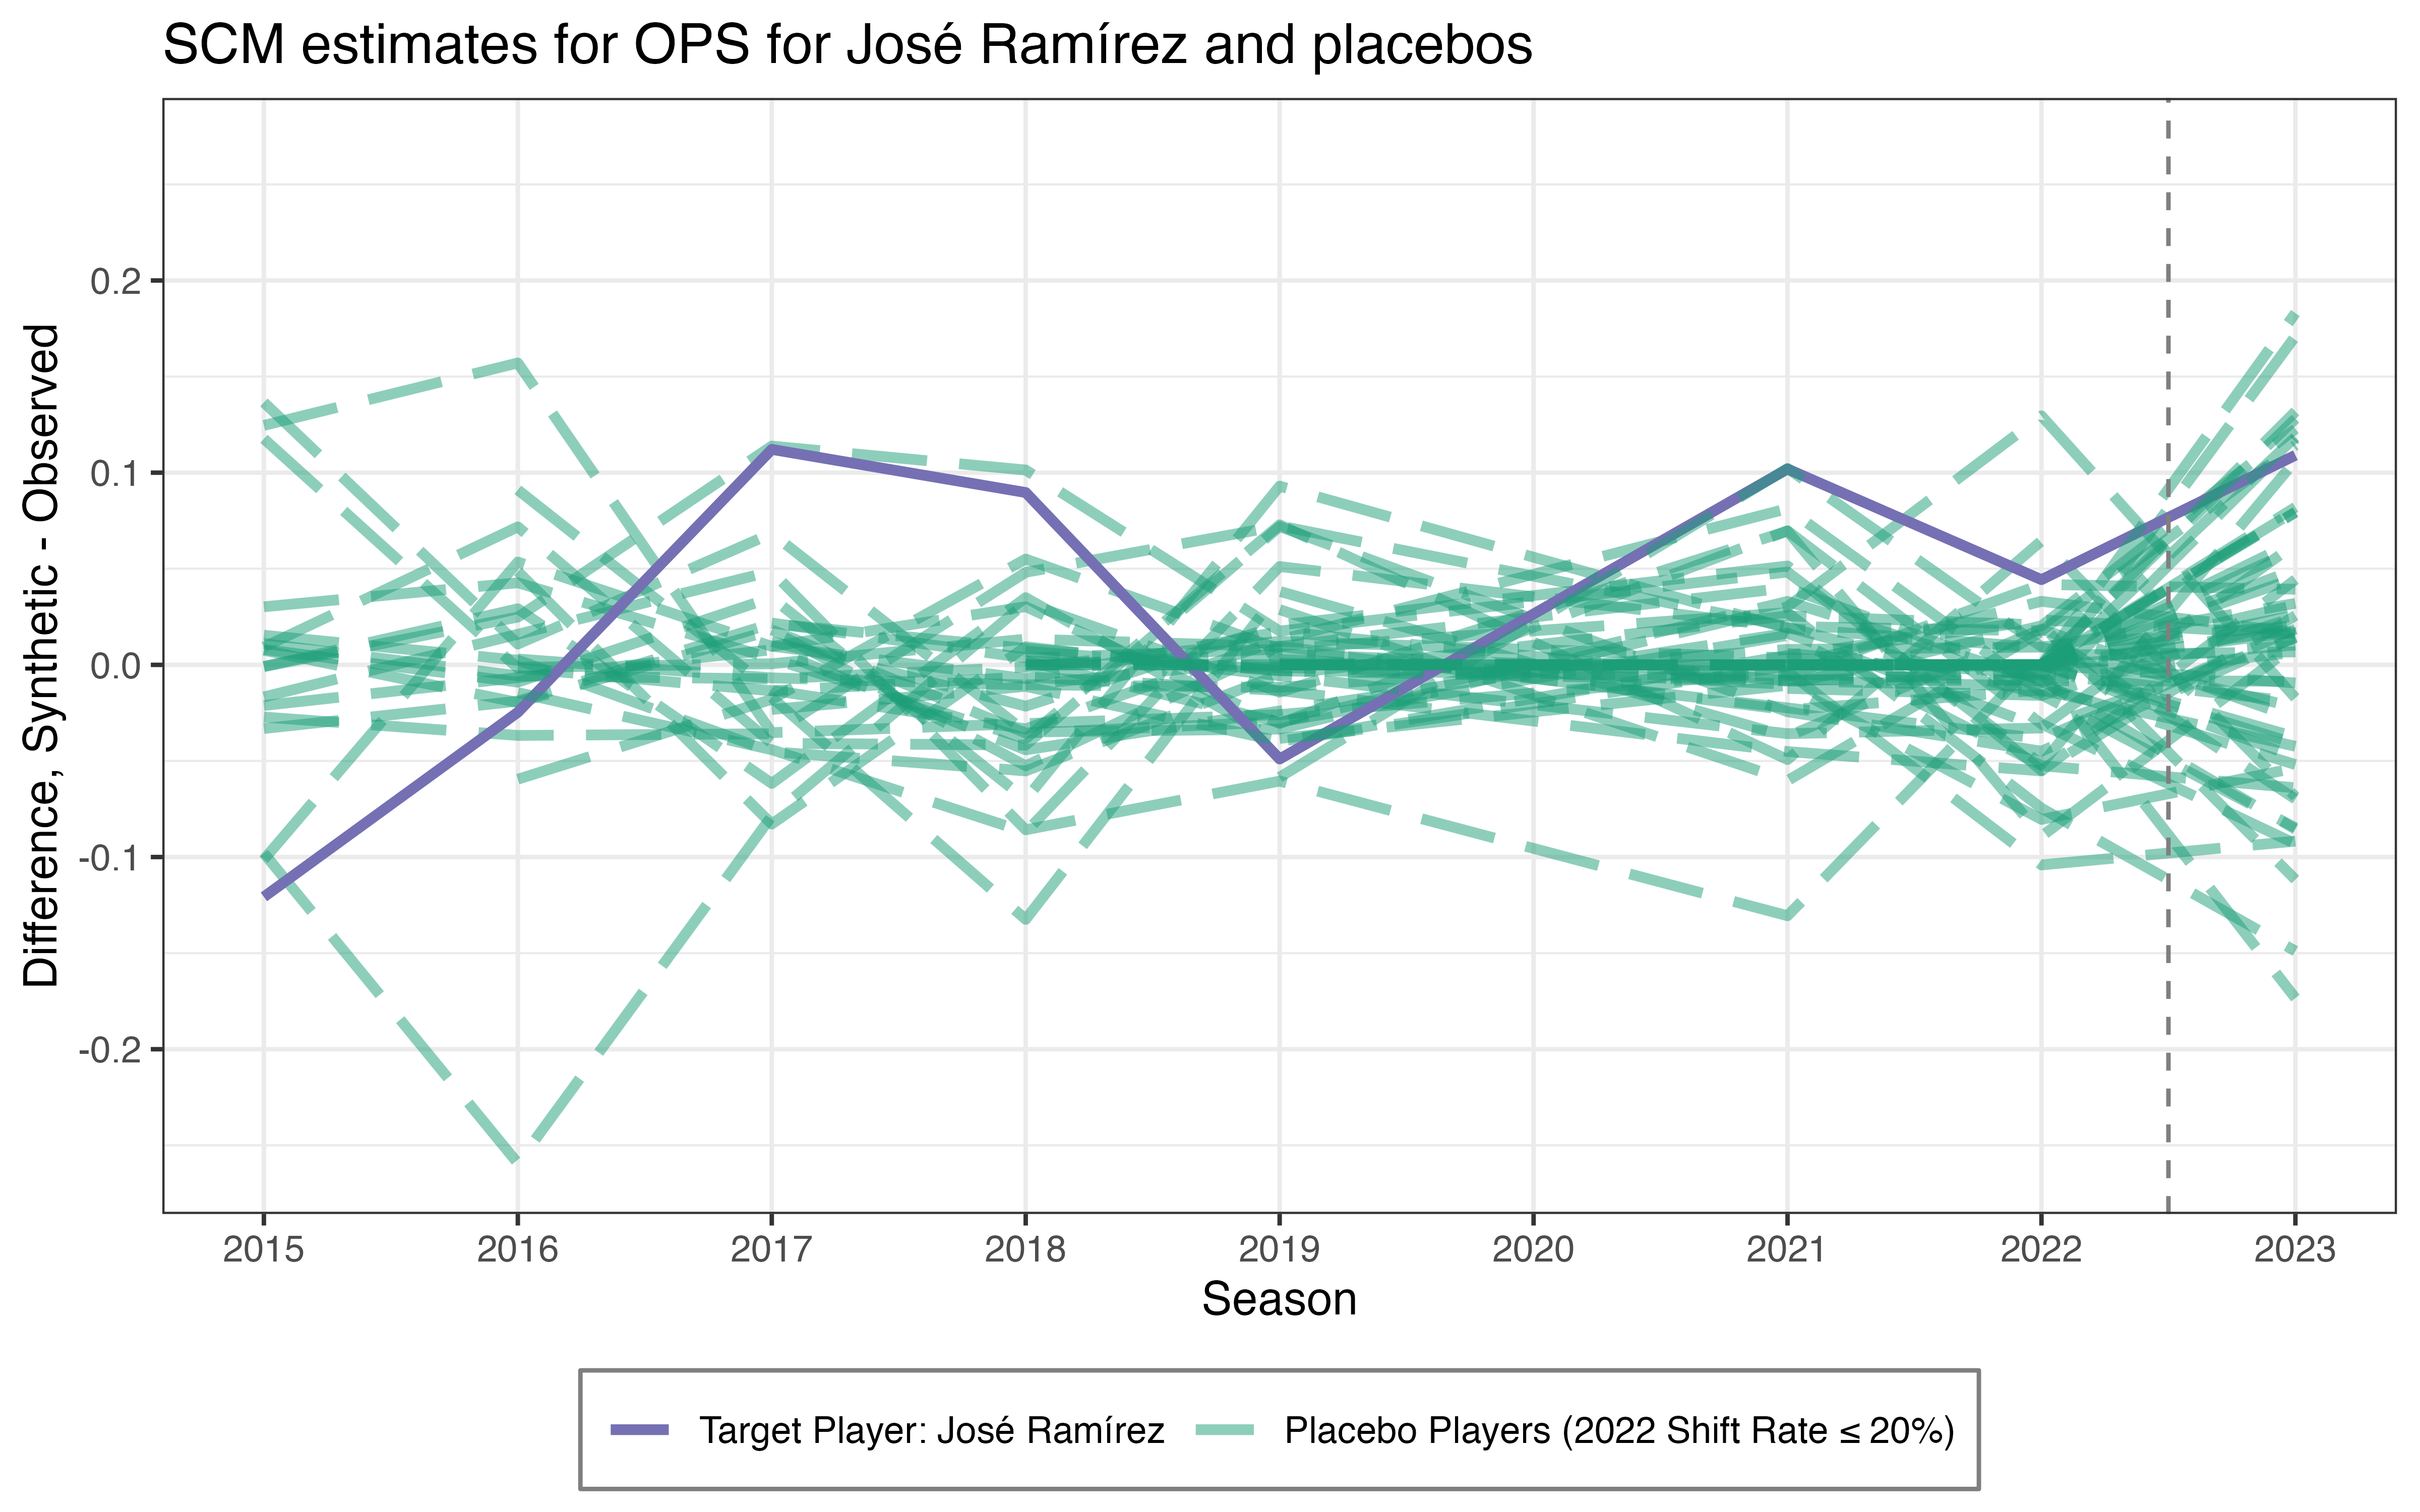 SCM estimates for OPS for José Ramírez and placebos
Difference, Synthetic - Observed
0.2
0.1
0.0
-0.1
-0.2
2015 2016 2017 2018 2019 2020 2021 2022 2023
Season
Target Player: José Ramírez Placebo Players (2022 Shift Rate ≤ 20%)